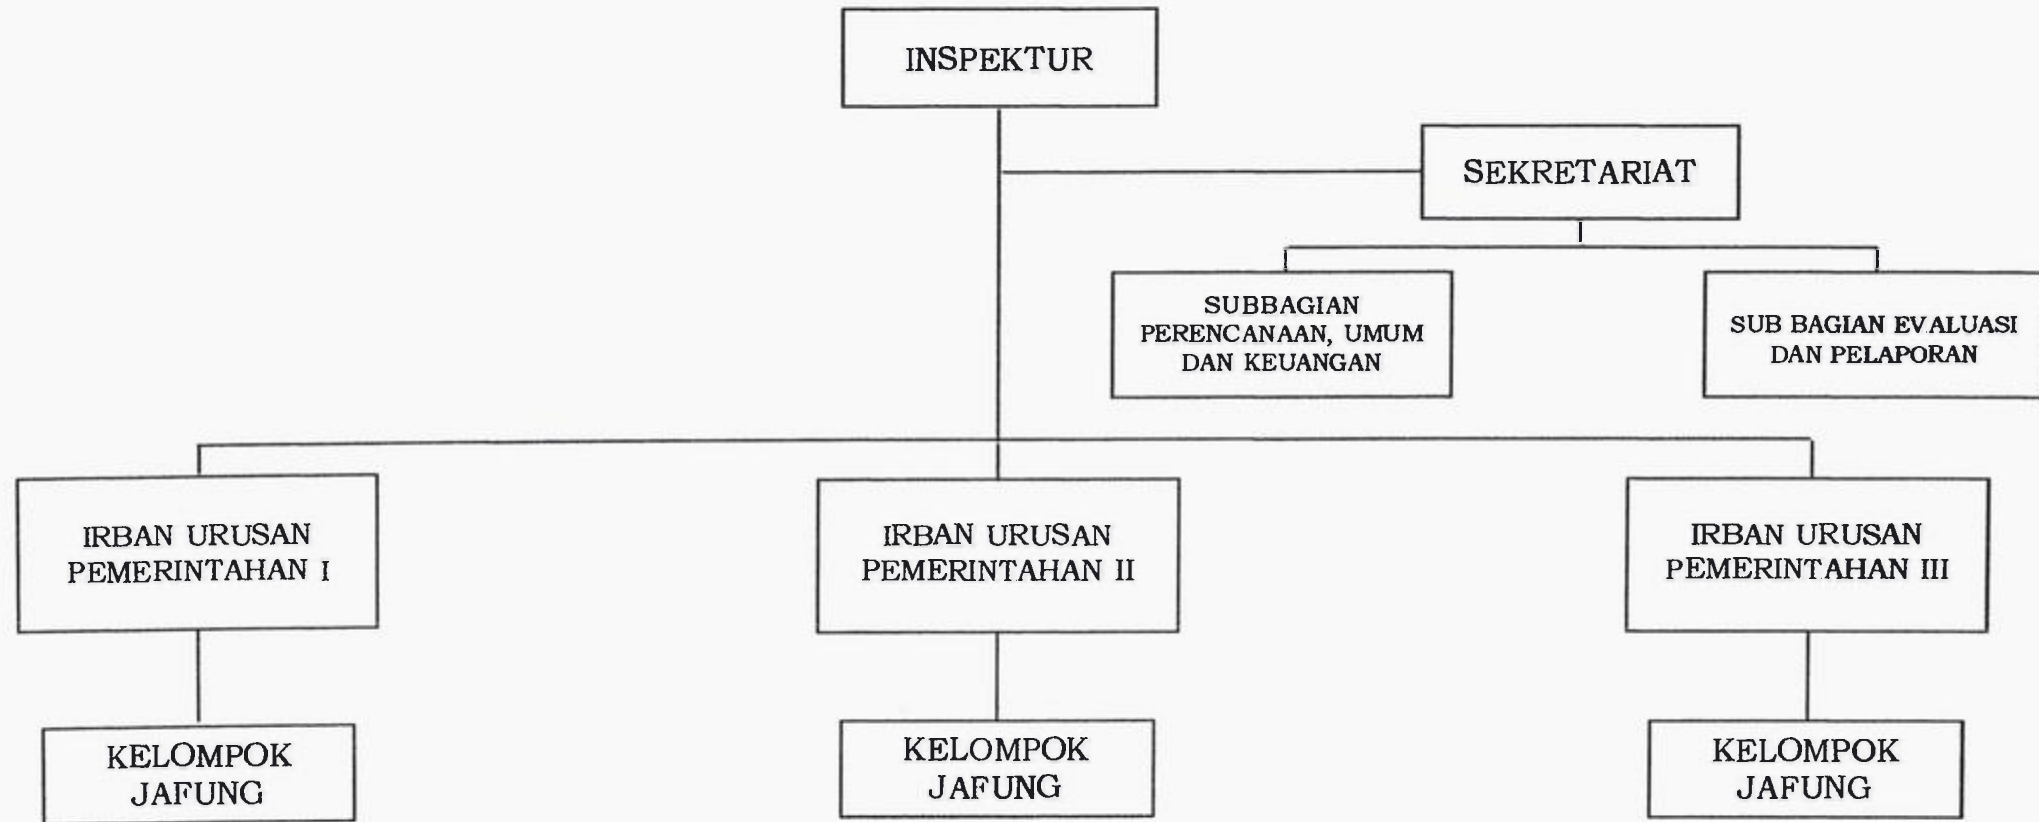 INSPEKTUR
SEKRETARIAT
SUBBAGIAN
PERENCANAAN, UMUM
DAN KEUANGAN
SUB BAGIAN EVALUASI
DAN PELAPORAN
IRBAN URUSAN
PEMERINTAHAN I
IRBAN URUSAN
PEMERINTAHAN II
IRBAN URUSAN
PEMERINTAHAN III
KELOMPOK
JAFUNG
KELOMPOK
JAFUNG
KELOMPOK
JAFUNG